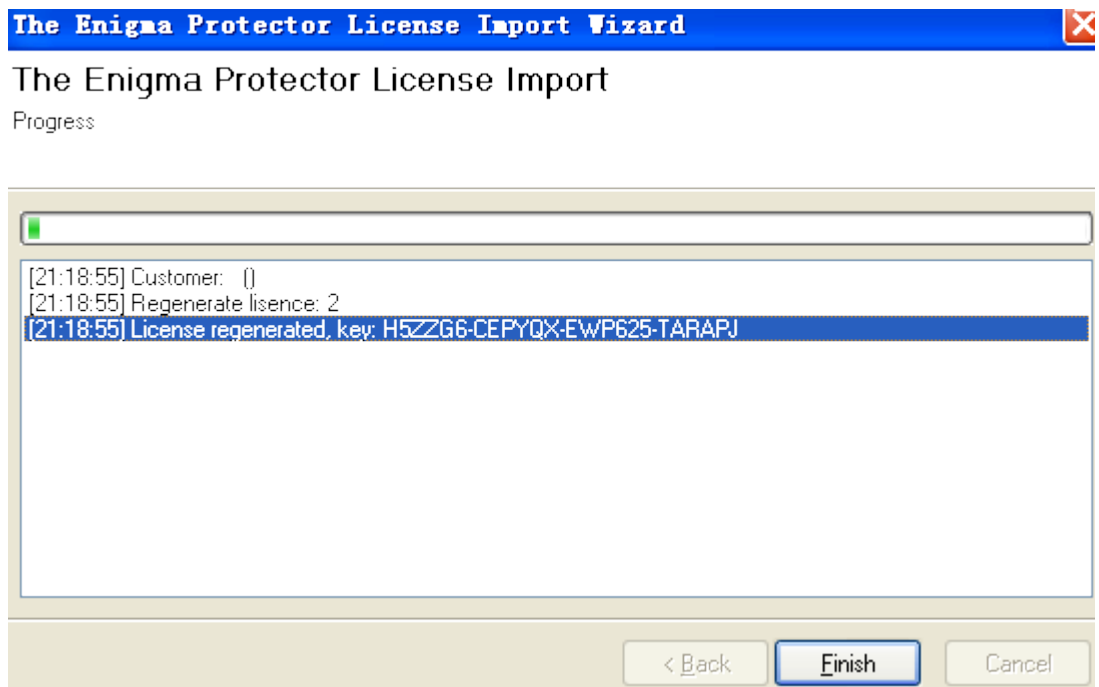 The Enigma Protector License Import Wizard
The Enigma Protector License Import
Progress
[21:18:55] Customer:   ()
[21:18:55] Regenerate lisence: 2
[21:18:55] License regenerated, key: H5ZZG6-CEPYQX-EWP625-TARAPJ
< Back Finish Cancel